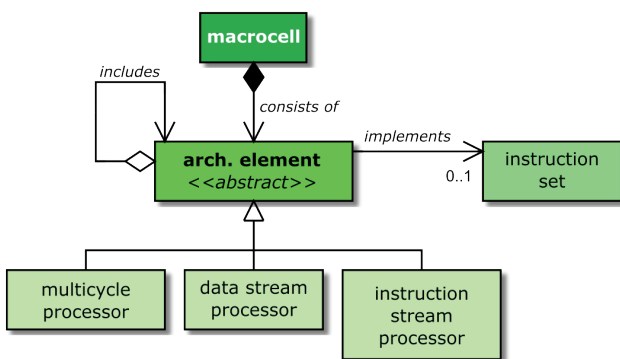 macrocell
includes
consists of
arch. element
<<abstract>>
implements
0..1
instruction
set
multicycle
processor
data stream
processor
instruction
stream
processor